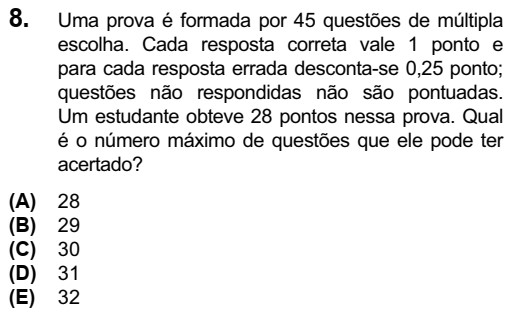 8. Uma prova é formada por 45 questões de múltipla
escolha. Cada resposta correta vale 1 ponto e
para cada resposta errada desconta-se 0,25 ponto;
questões não respondidas não são pontuadas.
Um estudante obteve 28 pontos nessa prova. Qual
é o número máximo de questões que ele pode ter
acertado?
(A) 28
(B) 29
(C) 30
(D) 31
(E) 32